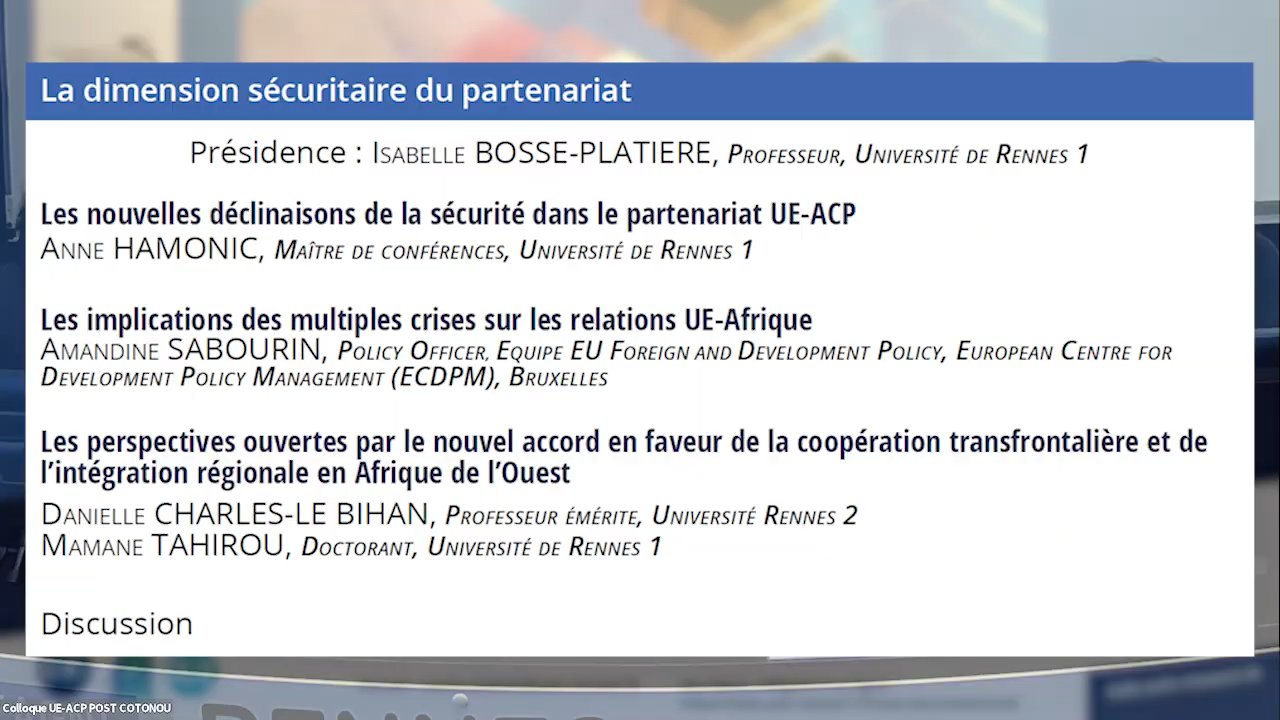 La dimension sécuritaire du partenariat
Présidence : Isabelle BOSSE-PLATIERE, Professeur, Université de Rennes 1
Les nouvelles déclinaisons de la sécurité dans le partenariat UE-ACP
Anne HAMONIC, Maître de conférences, Université de Rennes 1
Les implications des multiples crises sur les relations UE-Afrique
Amandine SABOURIN, Policy Officer, Equipe EU Foreign and Development Policy, European Centre for
Development Policy Management (ECDPM), Bruxelles
Les perspectives ouvertes par le nouvel accord en faveur de la coopération transfrontalière et de
l'intégration régionale en Afrique de l'Ouest
Danielle CHARLES-LE BIHAN, Professeur émérite, Université Rennes 2
Mamane TAHIROU, Doctorant, Université de Rennes 1
Discussion
Colloque UE-ACP POST COTONOU